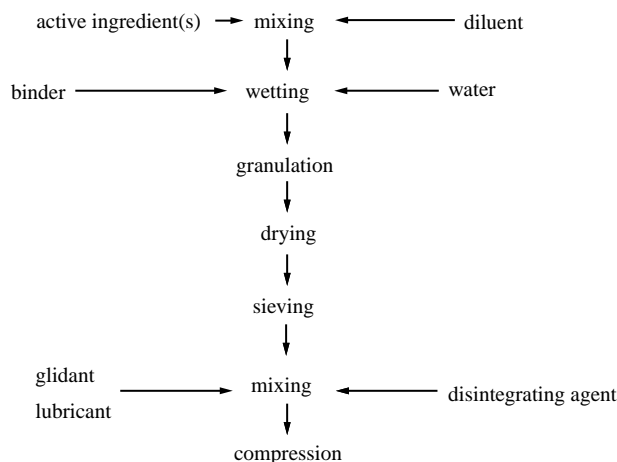 active ingredient(s) mixing diluent
binder wetting water
granulation
drying
sieving
glidant
lubricant
mixing
disintegrating agent
compression